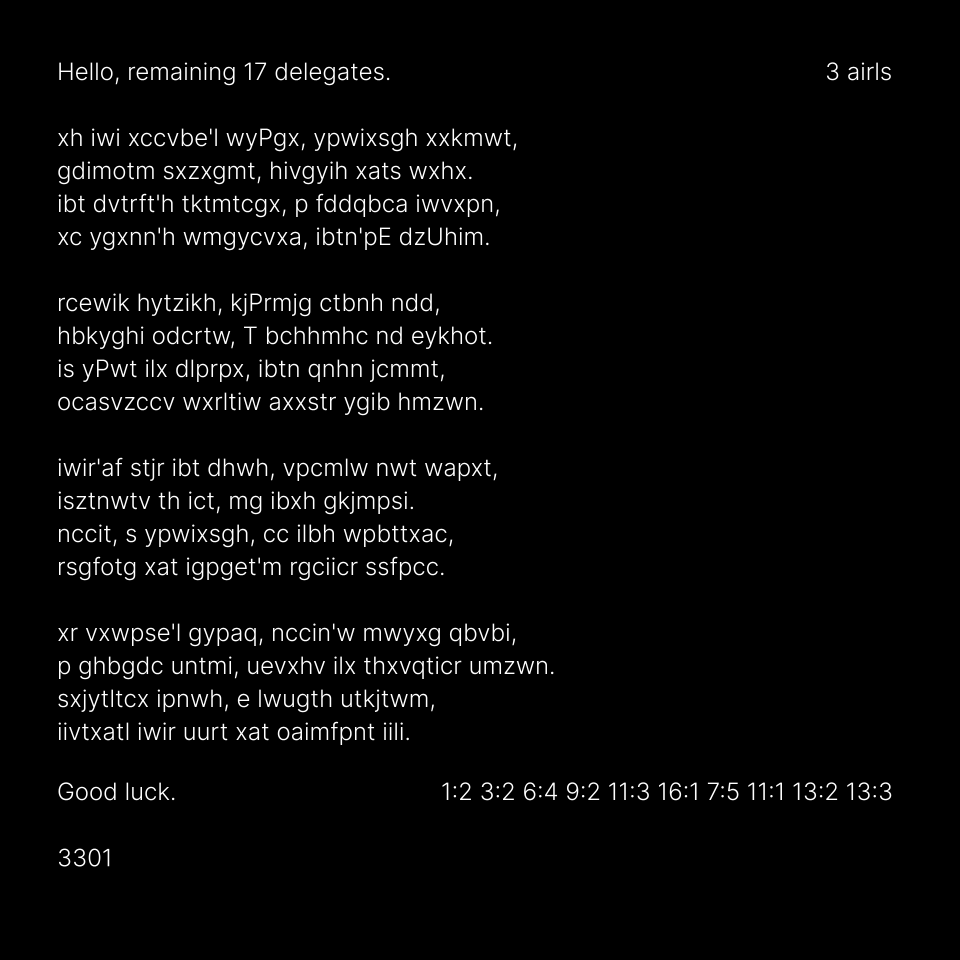 Hello, remaining 17 delegates. 3 airls
xh iwi xccvbe'l wyPgx, ypwixsgh xxkmwt,
gdimotm sxzxgmt, hivgyih xats wxhx.
ibt dvtrft'h tktmtcgx, p fddqbca iwvxpn,
xc ygxnn'h wmgycvxa, ibtn'pE dzUhim.
rcewik hytzikh, kjPrmjg ctbnh ndd,
hbkyghi odcrtw, T bchhmhc nd eykhot.
is yPwt ilx dlprpx, ibtn qnhn jcmmt,
ocasvzccv wxrltiw axxstr ygib hmzwn.
iwir'af stjr ibt dhwh, vpcmlw nwt wapxt,
isztnwtv th ict, mg ibxh gkjmpsi.
nccit, s ypwixsgh, cc ilbh wpbttxac,
rsgfotg xat igpget'm rgciicr ssfpcc.
xr vxwpse'l gypaq, nccin'w mwyxg qbvbi,
p ghbgdc untmi, uevxhv ilx thxvqticr umzwn.
sxjytltcx ipnwh, e lwugth utkjtwm,
iivtxatl iwir uurt xat oaimfpnt iili.
Good luck. 1:2 3:2 6:4 9:2 11:3 16:1 7:5 11:1 13:2 13:3
3301